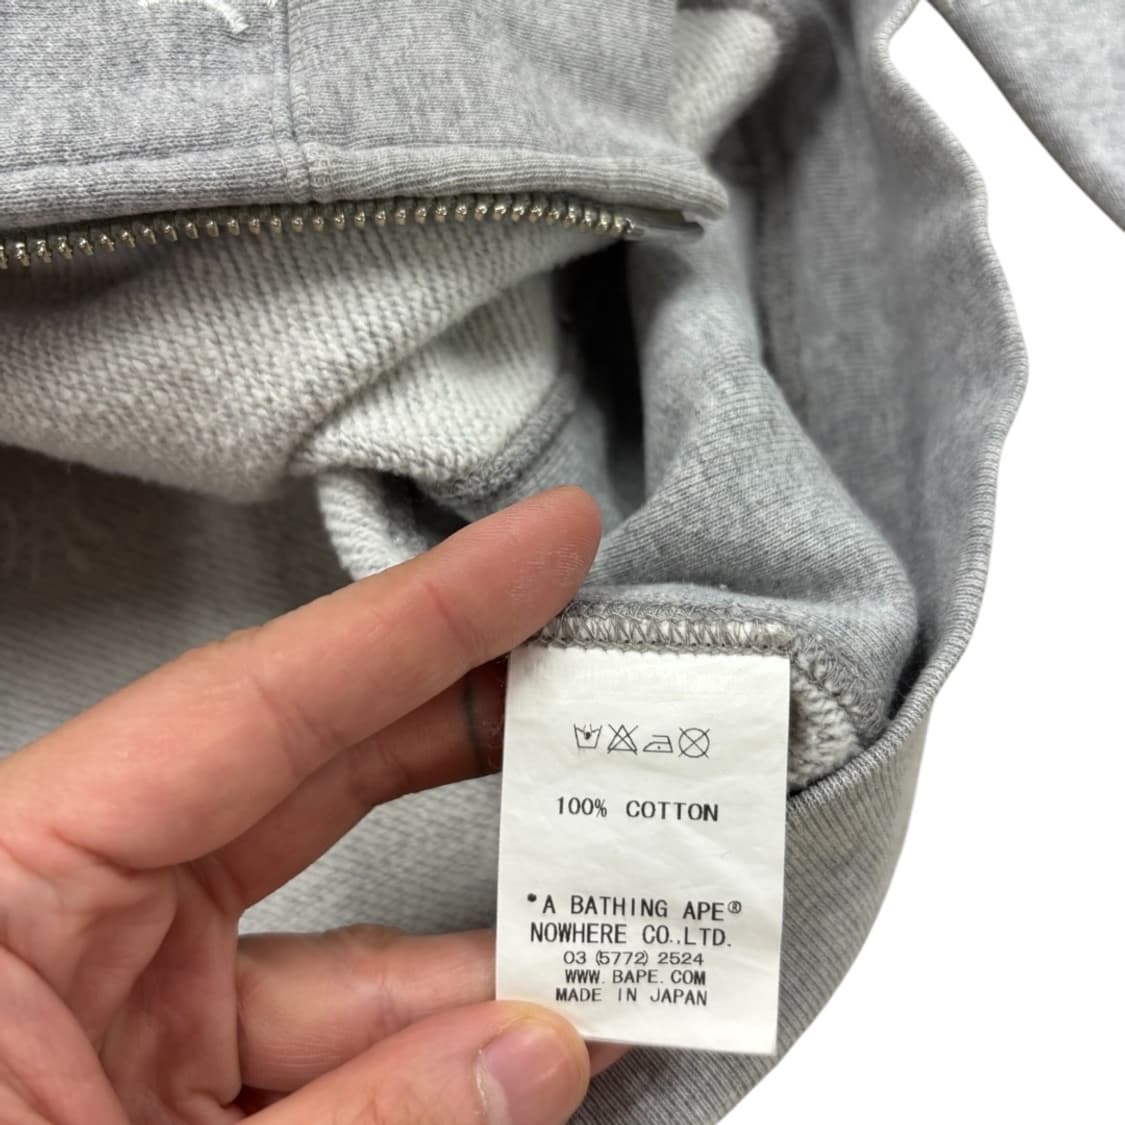 100% COTTON
*A BATHING APE®
NOWHERE CO.,LTD.
03 (5772) 2524
WWW. BAPE. COM
MADE IN JAPAN